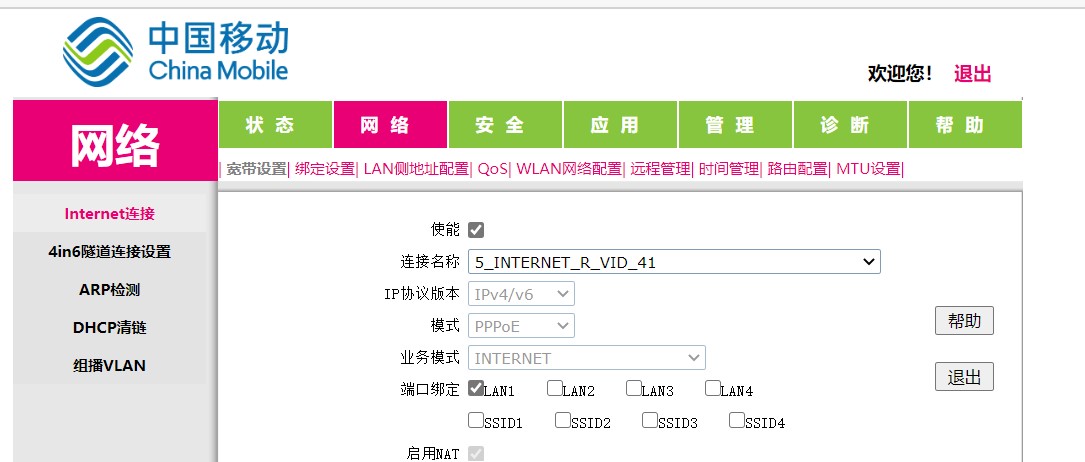 中国移动
China Mobile
欢迎您! 退出
网络
状态 网络 安全 应用 管理 诊断 帮助
| 宽带设置| 绑定设置| LAN侧地址配置| QoS| WLAN网络配置| 远程管理| 时间管理| 路由配置| MTU设置|
Internet连接
4in6隧道连接设置
ARP检测
DHCP清链
组播VLAN
使能
连接名称 5_INTERNET_R_VID_41
IP协议版本 IPv4/v6
模式 PPPoE
业务模式 INTERNET
端口绑定 LAN1 LAN2 LAN3 LAN4
SSID1 SSID2 SSID3 SSID4
启用NAT
帮助
退出